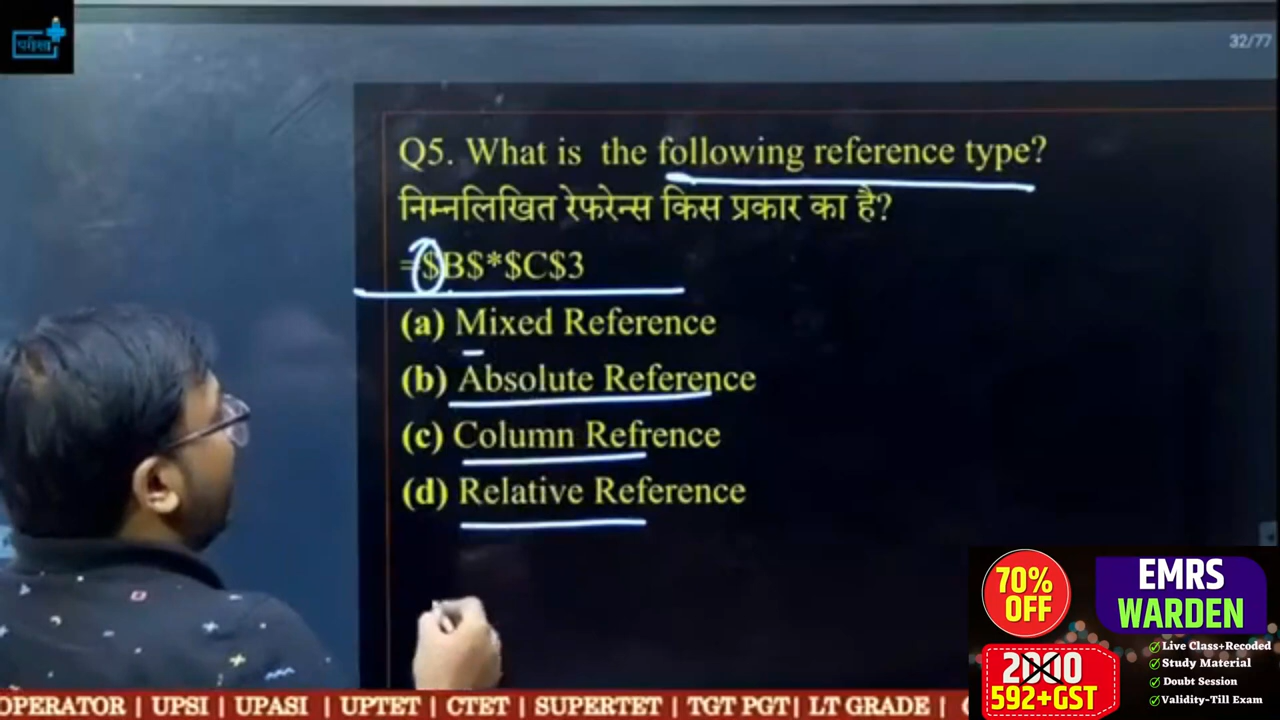 पर्रीक्षा
32/77
Q5. What is the following reference type?
निम्नलिखित रेफरेन्स किस प्रकार का है?
=$B$*$C$3
(a) Mixed Reference
(b) Absolute Reference
(c) Column Refrence
(d) Relative Reference
70%
OFF
EMRS
WARDEN
2000
592+GST
Live Class+Recoded
Study Material
Doubt Session
Validity-Till Exam
OPERATOR | UPSI | UPASI UPTET | CTET | SUPERTET | TGT PGT | LT GRADE |